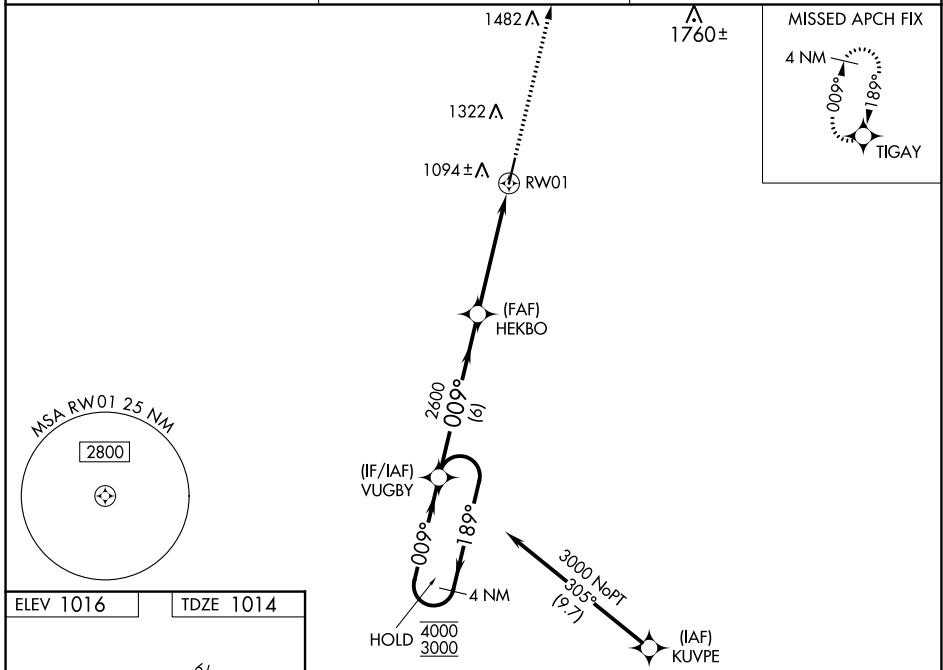 1482
1760±
MISSED APCH FIX
4 NM
009°
189°
TIGAY
1322
1094±
RW01
(FAF)
HEKBO
2600
009°
(6)
MSA RW01 25 NM
2800
(IF/IAF)
VUGBY
009°
189°
4 NM
HOLD
4000
3000
3000 NoPT
305°
(9.7)
(IAF)
KUVPE
ELEV 1016
TDZE 1014